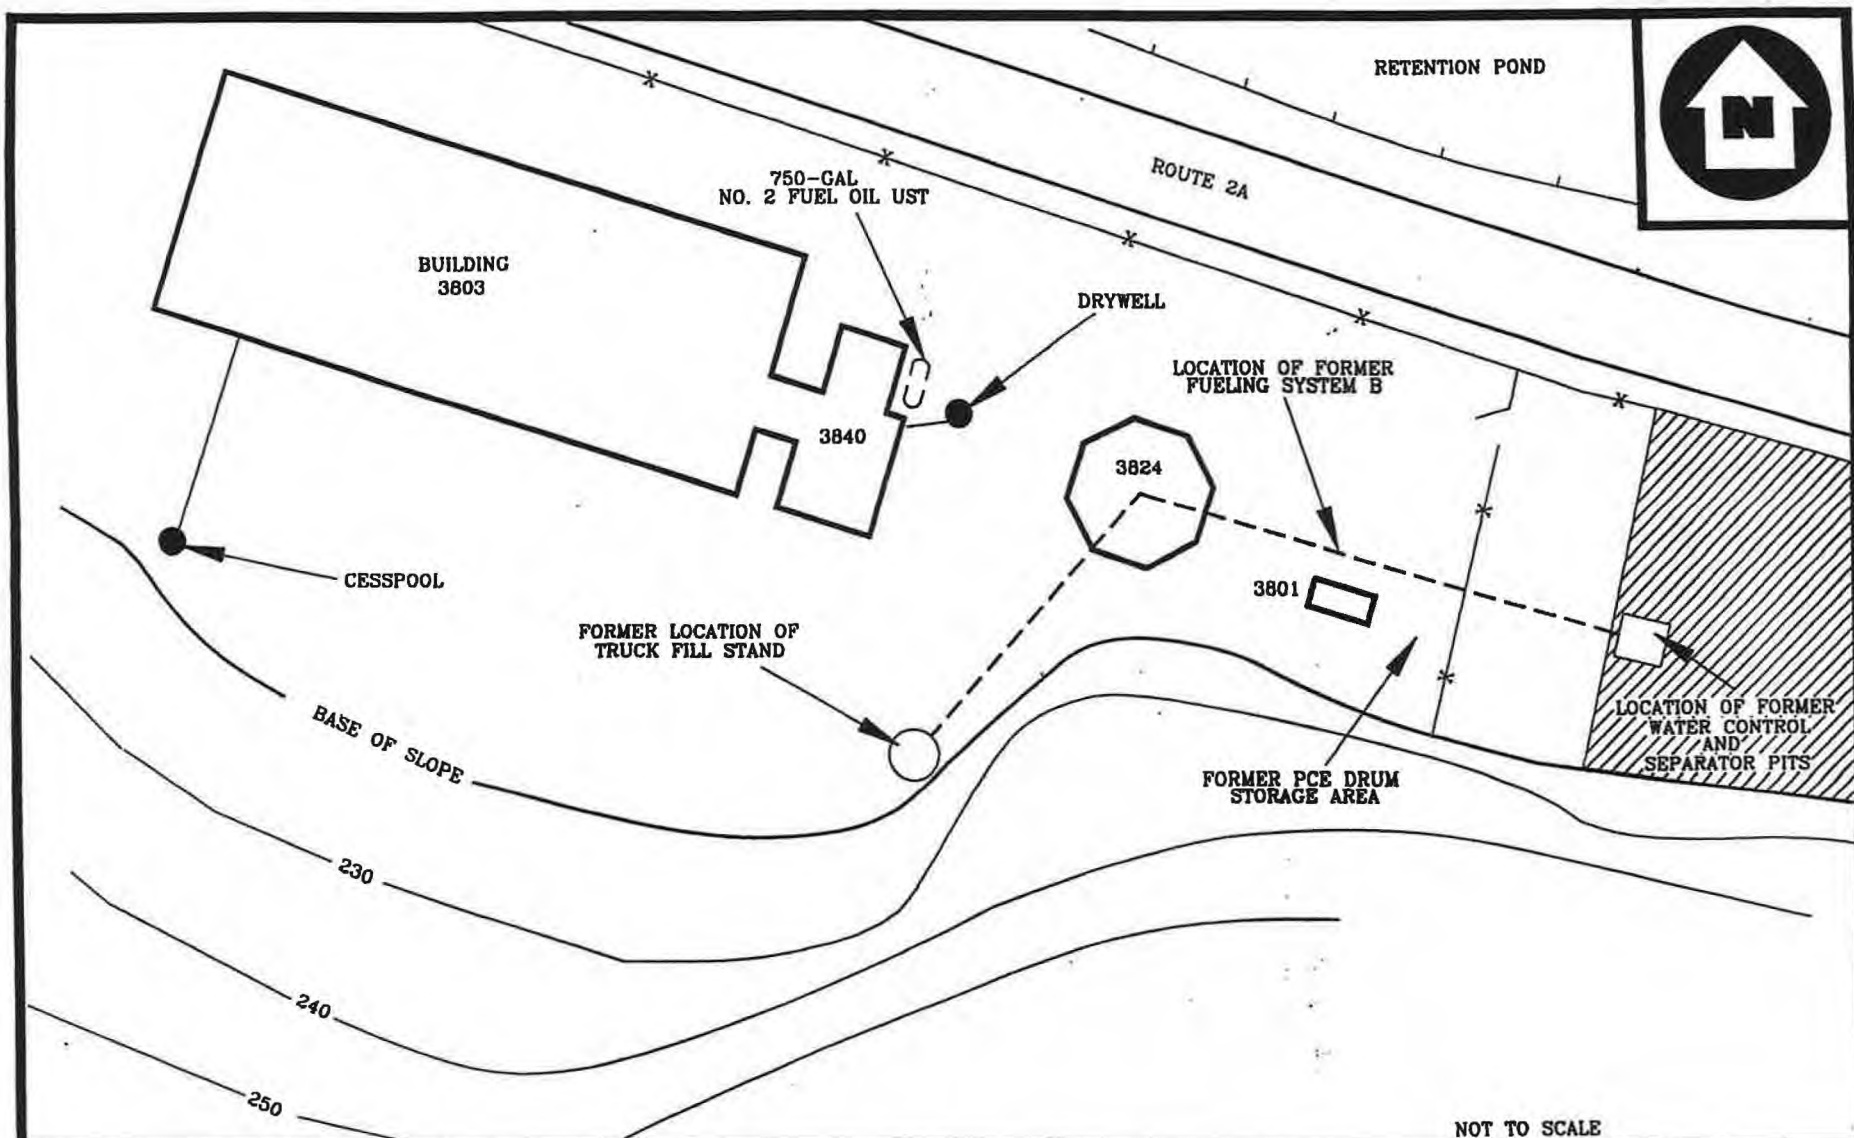 RETENTION POND
N
ROUTE 2A
750-GAL
NO. 2 FUEL OIL UST
BUILDING
3803
DRYWELL
LOCATION OF FORMER
FUELING SYSTEM B
3840
3824
CESSPOOL
3801
FORMER LOCATION OF
TRUCK FILL STAND
BASE OF SLOPE
LOCATION OF FORMER
WATER CONTROL
AND
SEPARATOR PITS
FORMER PCE DRUM
STORAGE AREA
230
240
250
NOT TO SCALE